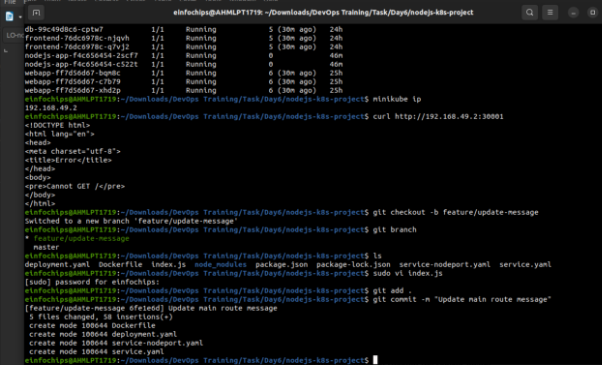 File
einfochips@AHMLPT1719: ~/Downloads/DevOps Training/Task/Day6/nodejs-k8s-project
db-99c49d8c6-cptw7 1/1 Running 5 (30m ago) 24h
frontend-76dc6978c-njqvh 1/1 Running 5 (30m ago) 24h
frontend-76dc6978c-q7vj2 1/1 Running 5 (30m ago) 24h
nodejs-app-f4c656454-2scf7 1/1 Running 0 46m
nodejs-app-f4c656454-c522t 1/1 Running 0 46m
webapp-ff7d56d67-bqm8c 1/1 Running 6 (30m ago) 25h
webapp-ff7d56d67-c7b79 1/1 Running 6 (30m ago) 25h
webapp-ff7d56d67-xhd2p 1/1 Running 6 (30m ago) 25h
einfochips@AHMLPT1719:~/Downloads/DevOps Training/Task/Day6/nodejs-k8s-project$ minikube ip
192.168.49.2
einfochips@AHMLPT1719:~/Downloads/DevOps Training/Task/Day6/nodejs-k8s-project$ curl http://192.168.49.2:30001
<!DOCTYPE html>
<html lang="en">
<head>
<meta charset="utf-8">
<title>Error</title>
</head>
<body>
<pre>Cannot GET /</pre>
</body>
</html>
einfochips@AHMLPT1719:~/Downloads/DevOps Training/Task/Day6/nodejs-k8s-project$ git checkout -b feature/update-message
Switched to a new branch 'feature/update-message'
einfochips@AHMLPT1719:~/Downloads/DevOps Training/Task/Day6/nodejs-k8s-project$ git branch
* feature/update-message
master
einfochips@AHMLPT1719:~/Downloads/DevOps Training/Task/Day6/nodejs-k8s-project$ ls
deployment.yaml Dockerfile index.js node_modules package.json package-lock.json service-nodeport.yaml service.yaml
einfochips@AHMLPT1719:~/Downloads/DevOps Training/Task/Day6/nodejs-k8s-project$ sudo vi index.js
[sudo] password for einfochips:
einfochips@AHMLPT1719:~/Downloads/DevOps Training/Task/Day6/nodejs-k8s-project$ git add .
einfochips@AHMLPT1719:~/Downloads/DevOps Training/Task/Day6/nodejs-k8s-project$ git commit -m "Update main route message"
[feature/update-message 6fe1e6d] Update main route message
5 files changed, 58 insertions(+)
create mode 100644 Dockerfile
create mode 100644 deployment.yaml
create mode 100644 service-nodeport.yaml
create mode 100644 service.yaml
einfochips@AHMLPT1719:~/Downloads/DevOps Training/Task/Day6/nodejs-k8s-project$